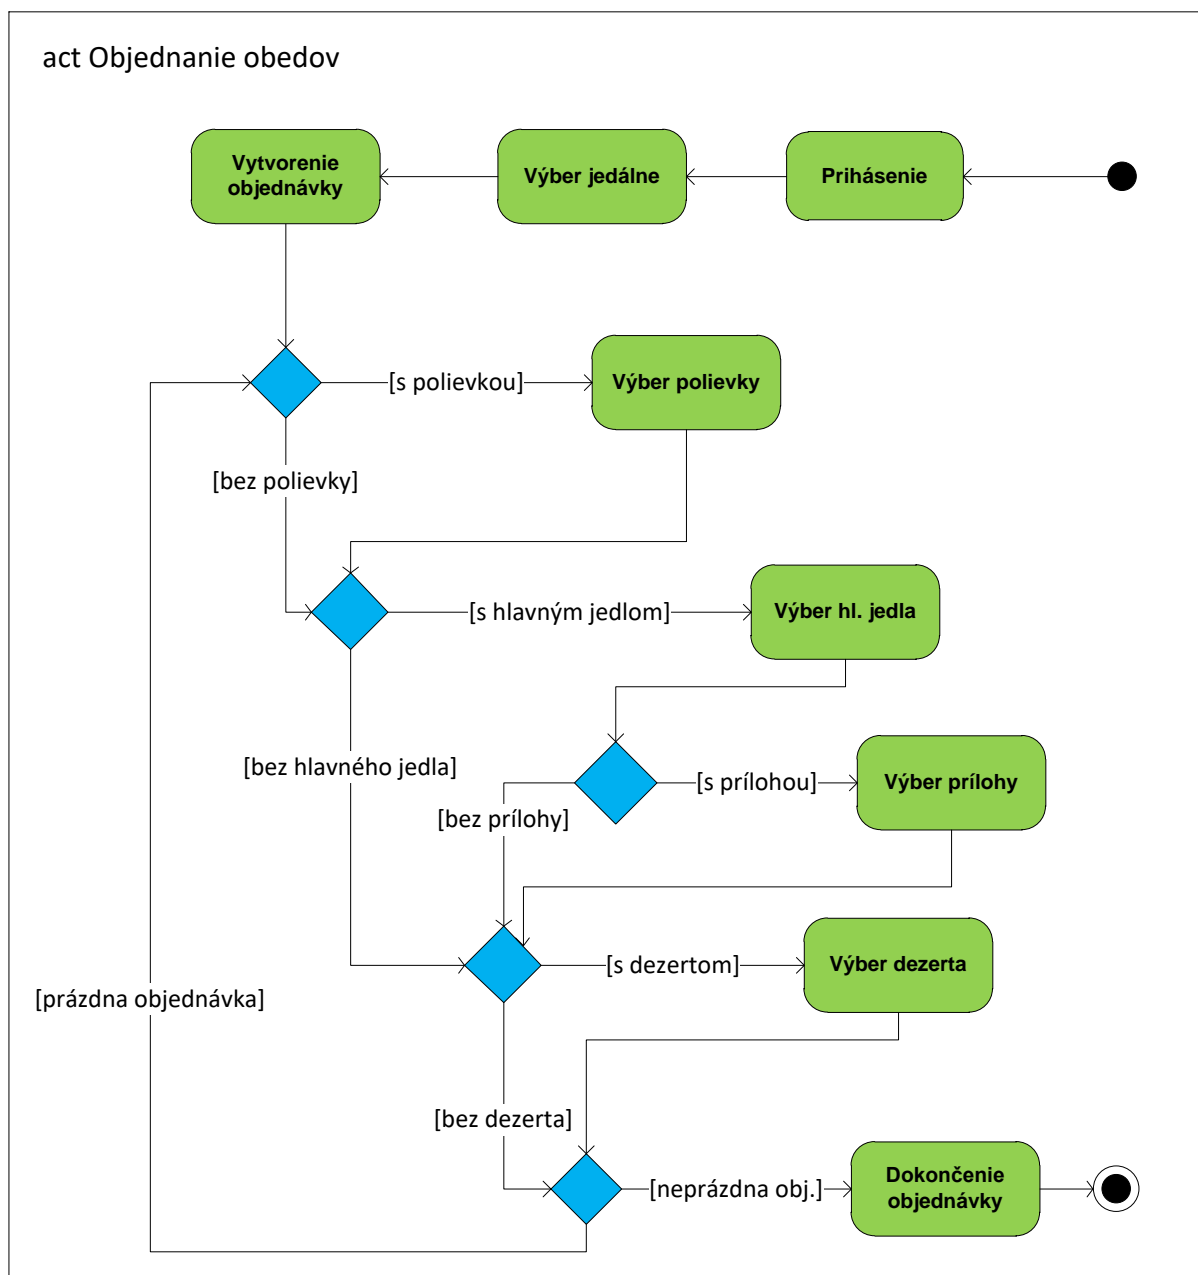 act Objednanie obedov
Vytvorenie
objednávky
Výber jedálne
Prihásenie
[s polievkou]
Výber polievky
[bez polievky]
[s hlavným jedlom]
Výber hl. jedla
[bez hlavného jedla]
[s prílohou]
Výber prílohy
[bez prílohy]
[s dezertom]
Výber dezerta
[prázdna objednávka]
[bez dezerta]
[neprázdna obj.]
Dokončenie
objednávky